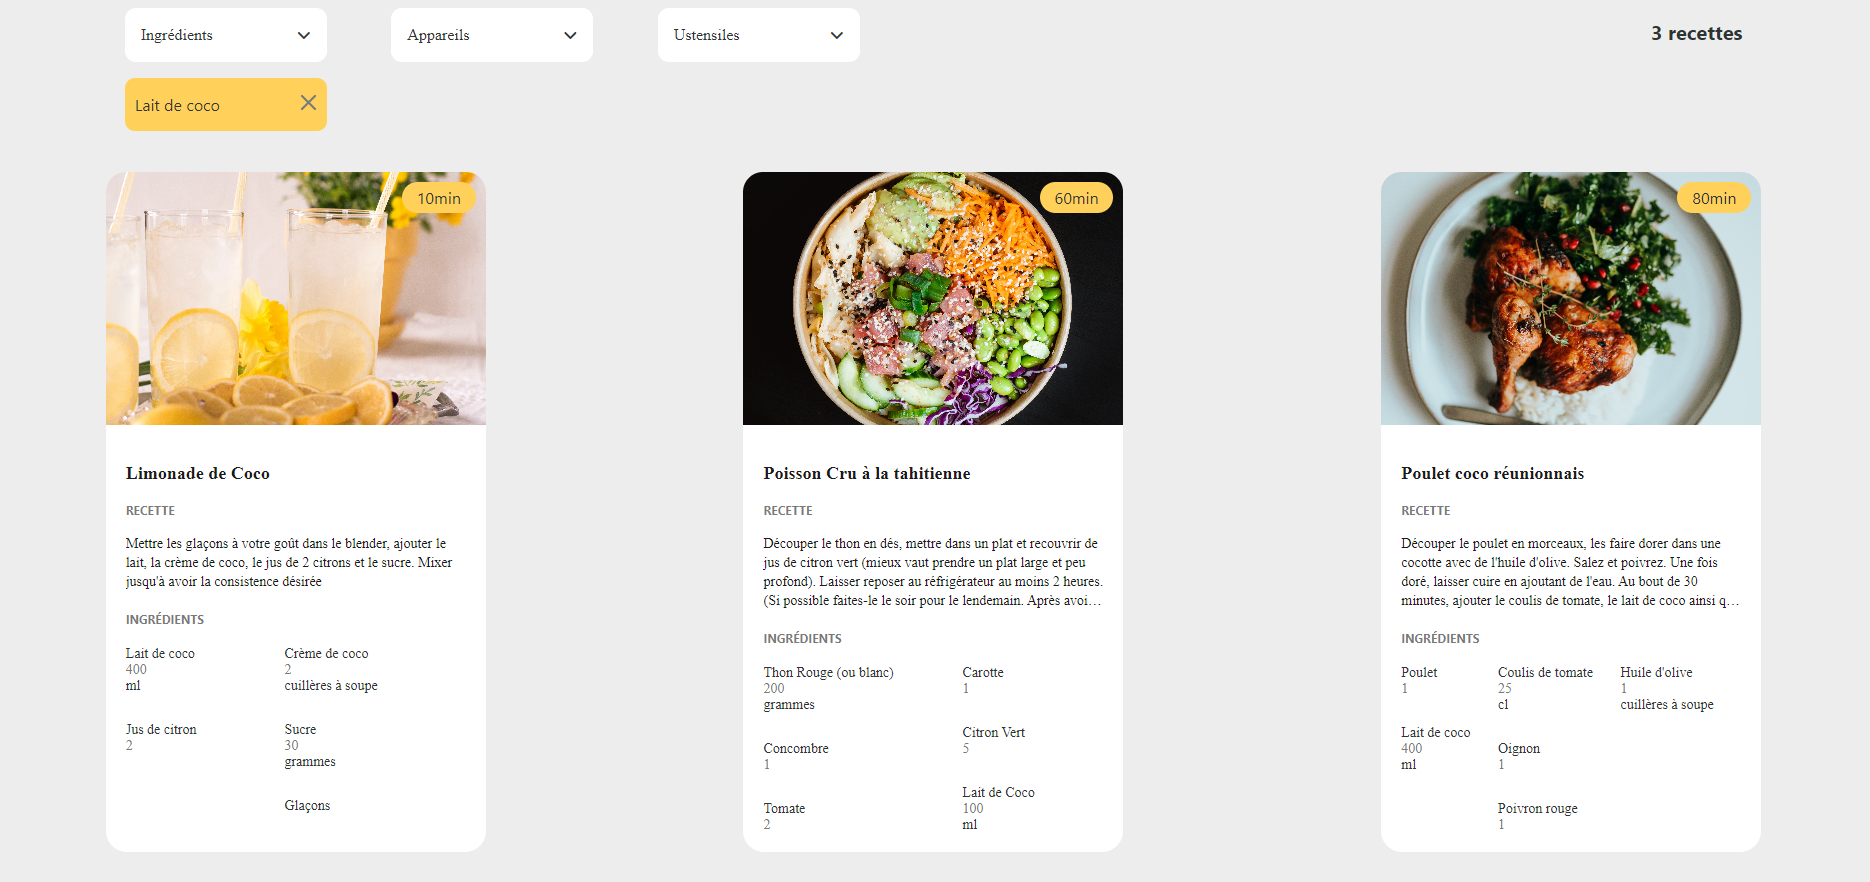 Ingrédients
Appareils
Ustensiles
3 recettes
Lait de coco
10min
Limonade de Coco
RECETTE
Mettre les glaçons à votre goût dans le blender, ajouter le
lait, la crème de coco, le jus de 2 citrons et le sucre. Mixer
jusqu'à avoir la consistence désirée
INGRÉDIENTS
Lait de coco
400
ml
Crème de coco
2
cuillères à soupe
Jus de citron
2
Sucre
30
grammes
Glaçons
60min
Poisson Cru à la tahitienne
RECETTE
Découper le thon en dés, mettre dans un plat et recouvrir de
jus de citron vert (mieux vaut prendre un plat large et peu
profond). Laisser reposer au réfrigérateur au moins 2 heures.
(Si possible faites-le le soir pour le lendemain. Après avoi…
INGRÉDIENTS
Thon Rouge (ou blanc)
200
grammes
Carotte
1
Concombre
1
Citron Vert
5
Tomate
2
Lait de Coco
100
ml
80min
Poulet coco réunionnais
RECETTE
Découper le poulet en morceaux, les faire dorer dans une
cocotte avec de l'huile d'olive. Salez et poivrez. Une fois
doré, laisser cuire en ajoutant de l'eau. Au bout de 30
minutes, ajouter le coulis de tomate, le lait de coco ainsi q…
INGRÉDIENTS
Poulet
1
Coulis de tomate
25
cl
Huile d'olive
1
cuillères à soupe
Lait de coco
400
ml
Oignon
1
Poivron rouge
1